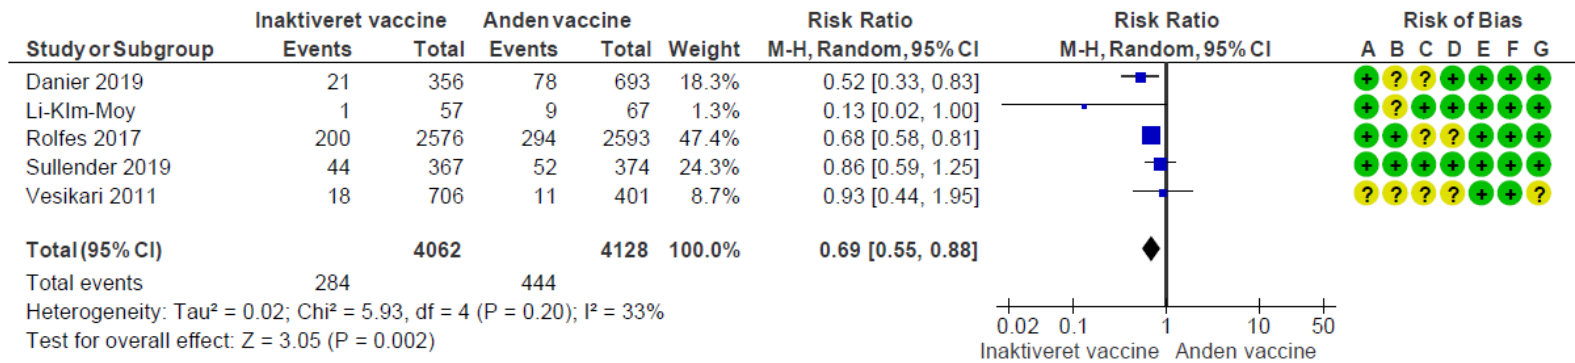 Inaktiveret vaccine Anden vaccine Risk Ratio Risk Ratio Risk of Bias
Study or Subgroup Events Total Events Total Weight M-H, Random, 95% CI M-H, Random, 95% CI A B C D E F G
Danier 2019 21 356 78 693 18.3% 0.52 [0.33, 0.83] + ? ? + + + +
Li-KIm-Moy 1 57 9 67 1.3% 0.13 [0.02, 1.00] + ? + + + + +
Rolfes 2017 200 2576 294 2593 47.4% 0.68 [0.58, 0.81] + + ? ? + + +
Sullender 2019 44 367 52 374 24.3% 0.86 [0.59, 1.25] + + + + + + +
Vesikari 2011 18 706 11 401 8.7% 0.93 [0.44, 1.95] ? ? ? ? + + ?
Total (95% CI) 4062 4128 100.0% 0.69 [0.55, 0.88]
Total events 284 444
Heterogeneity: Tau² = 0.02; Chi² = 5.93, df = 4 (P = 0.20); I² = 33%
Test for overall effect: Z = 3.05 (P = 0.002)
0.02 0.1 1 10 50
Inaktiveret vaccine Anden vaccine